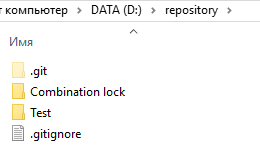 т компьютер > DATA (D:) > repository >
Имя
.git
Combination lock
Test
.gitignore